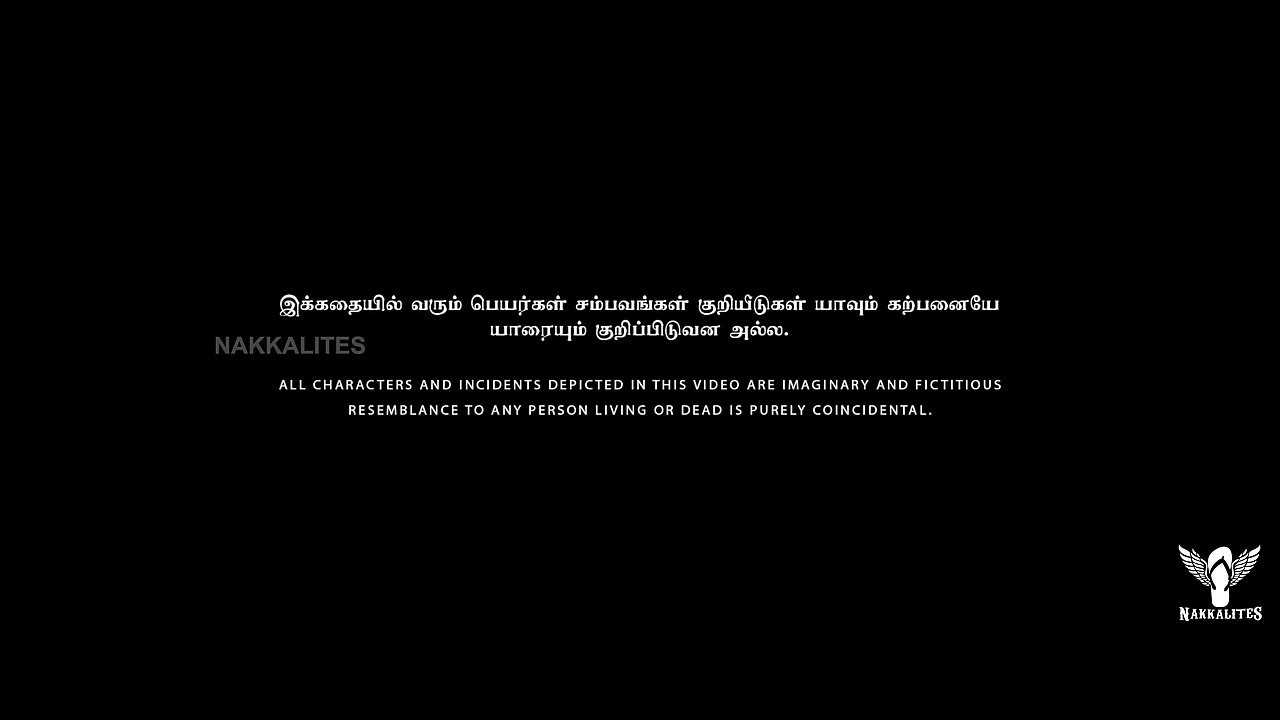 இக்கதையில் வரும் பெயர்கள் சம்பவங்கள் குறியீடுகள் யாவும் கற்பனையே
யாரையும் குறிப்பிடுவன அல்ல.
NAKKALITES
ALL CHARACTERS AND INCIDENTS DEPICTED IN THIS VIDEO ARE IMAGINARY AND FICTITIOUS
RESEMBLANCE TO ANY PERSON LIVING OR DEAD IS PURELY COINCIDENTAL.
NAKKALITES